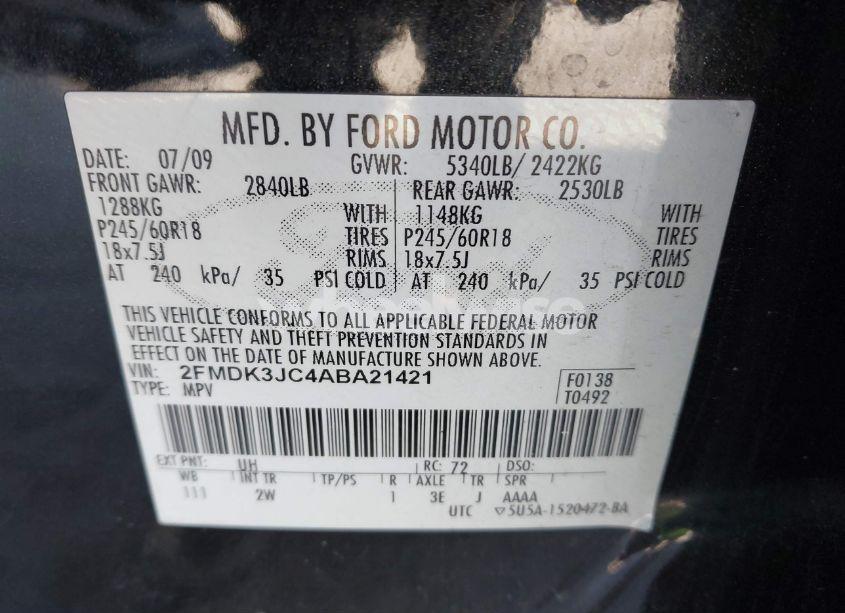 MFD. BY FORD MOTOR CO.
DATE: 07/09 GVWR: 5340LB/ 2422KG
FRONT GAWR: 2840LB REAR GAWR: 2530LB
1288KG WITH 1148KG WITH
P245/60R18 TIRES P245/60R18 TIRES
18x7.5J RIMS 18x7.5J RIMS
AT 240 kPa/ 35 PSI COLD AT 240 kPa/ 35 PSI COLD
THIS VEHICLE CONFORMS TO ALL APPLICABLE FEDERAL MOTOR
VEHICLE SAFETY AND THEFT PREVENTION STANDARDS IN
EFFECT ON THE DATE OF MANUFACTURE SHOWN ABOVE.
VIN: 2FMDK3JC4ABA21421 F0138
TYPE: MPV T0492
EXT PNT: UH RC: 72 DSO:
WB INT TR TP/PS R AXLE TR SPR
111 2W 1 3E J AAAA
UTC ▽5U5A-1520472-BA